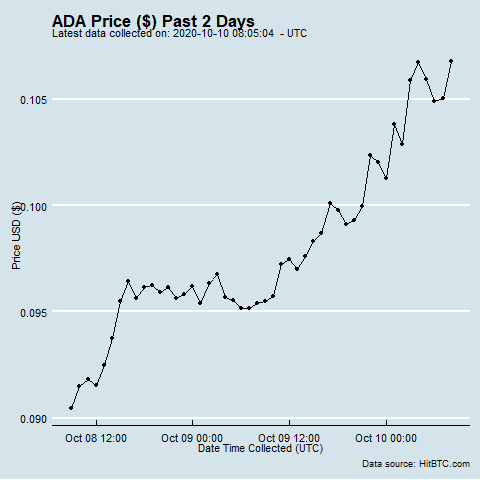 ADA Price ($) Past 2 Days
Latest data collected on: 2020-10-10 08:05:04 - UTC
0.105
0.100
0.095
0.090
Price USD ($)
Oct 08 12:00 Oct 09 00:00 Oct 09 12:00 Oct 10 00:00
Date Time Collected (UTC)
Data source: HitBTC.com